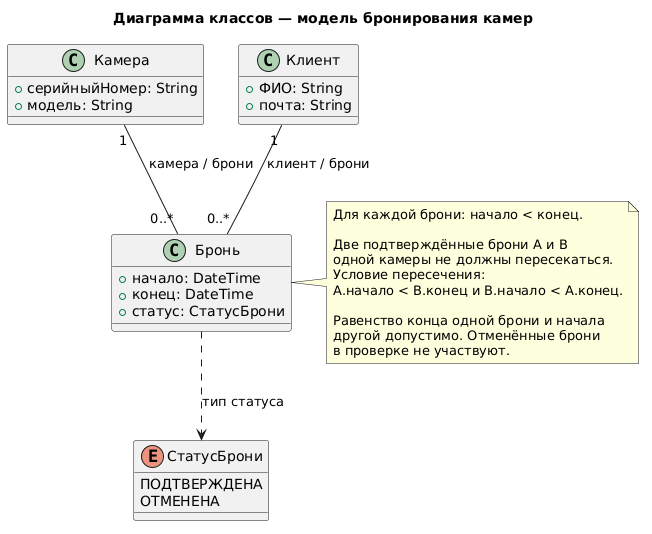 Диаграмма классов — модель бронирования камер
C Камера
серийныйНомер: String
модель: String
C Клиент
ФИО: String
почта: String
1
1
камера / брони
клиент / брони
0..*
0..*
C Бронь
начало: DateTime
конец: DateTime
статус: СтатусБрони
Для каждой брони: начало < конец.
Две подтверждённые брони А и В
одной камеры не должны пересекаться.
Условие пересечения:
А.начало < В.конец и В.начало < А.конец.
Равенство конца одной брони и начала
другой допустимо. Отменённые брони
в проверке не участвуют.
тип статуса
E СтатусБрони
ПОДТВЕРЖДЕНА
ОТМЕНЕНА